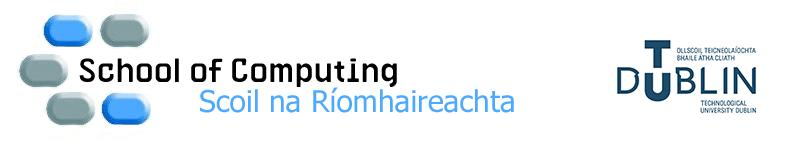 School of Computing
Scoil na Ríomhaireachta
OLLSCOIL TEICNEOLAÍOCHTA
BHAILE ÁTHA CLIATH
TU DUBLIN
TECHNOLOGICAL
UNIVERSITY DUBLIN